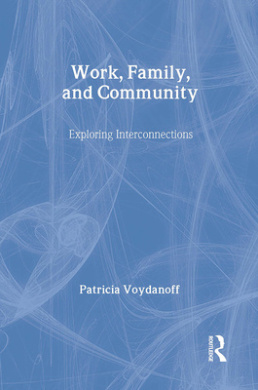 Work, Family,
and Community
Exploring Interconnections
Patricia Voydanoff
R
ROUTLEDGE